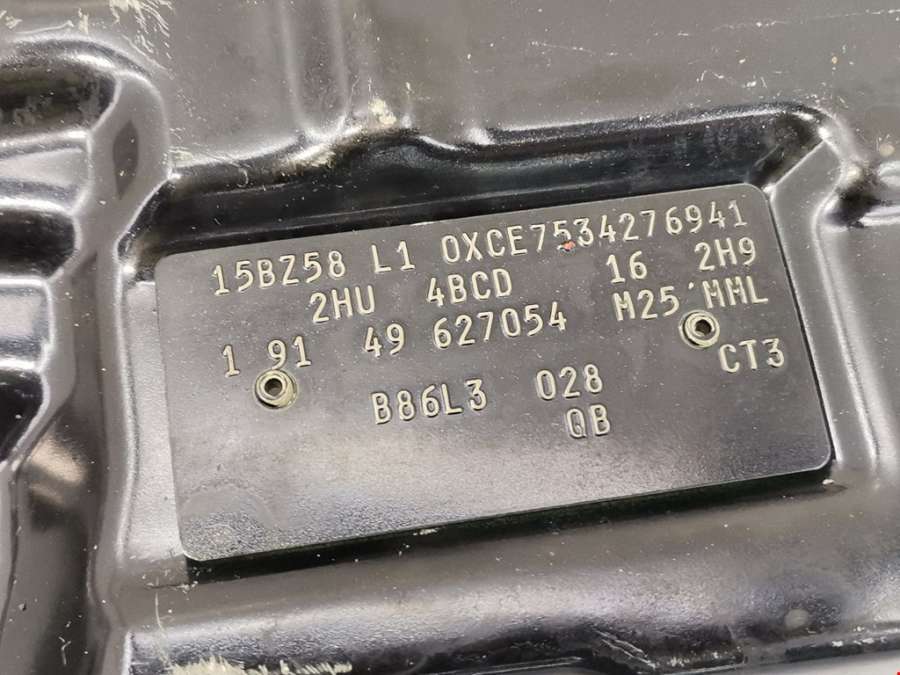 15BZ58 L1 0XCE7534276941
2HU 4BCD 16 2H9
1 91 49 627054 M25'MML
B86L3 028 CT3
QB